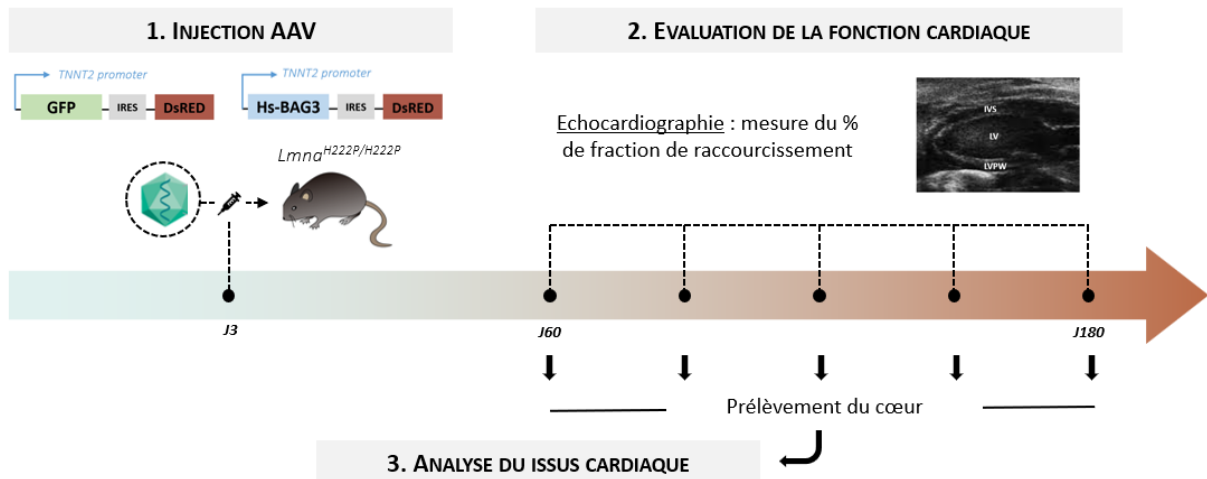 1. INJECTION AAV
TNNT2 promoter
GFP
IRES
DsRED
TNNT2 promoter
Hs-BAG3
IRES
DsRED
Lmna^H222P/H222P
2. EVALUATION DE LA FONCTION CARDIAQUE
Echocardiographie : mesure du %
de fraction de raccourcissement
IVS
LV
LVPW
J3
J60
J180
Prélèvement du cœur
3. ANALYSE DU ISSUS CARDIAQUE